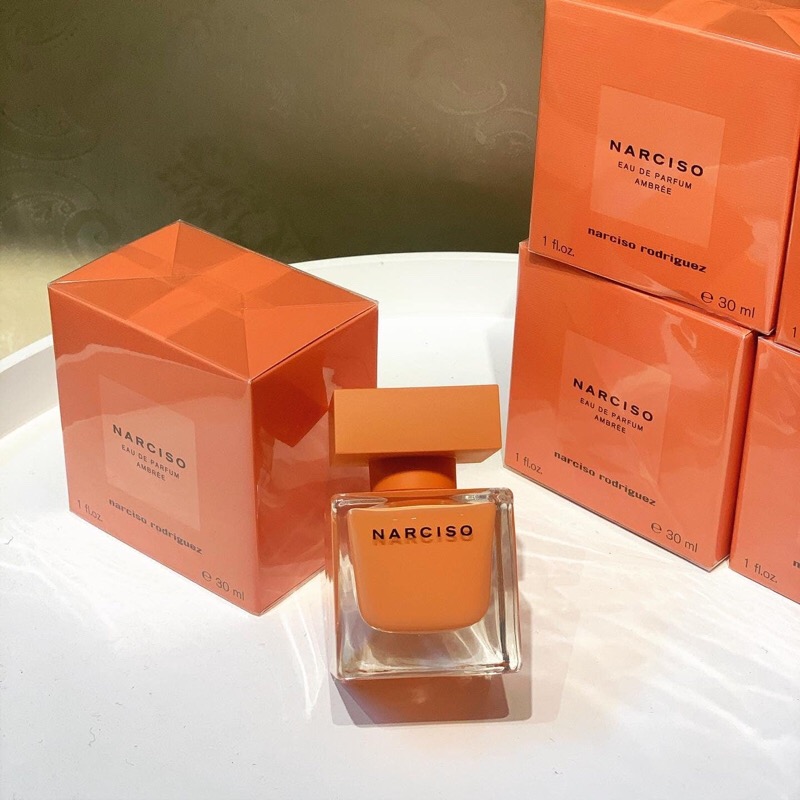 NARCISO
EAU DE PARFUM
AMBRÉE
narciso rodriguez
1 fl.oz.
e 30 ml
NARCISO
EAU DE PARFUM
AMBRÉE
narciso rodriguez
1 fl.oz.
e 30 ml
NARCISO
EAU DE PARFUM
AMBRÉE
narciso rodriguez
1 fl.oz.
e 30 ml
NARCISO
1 fl.oz.